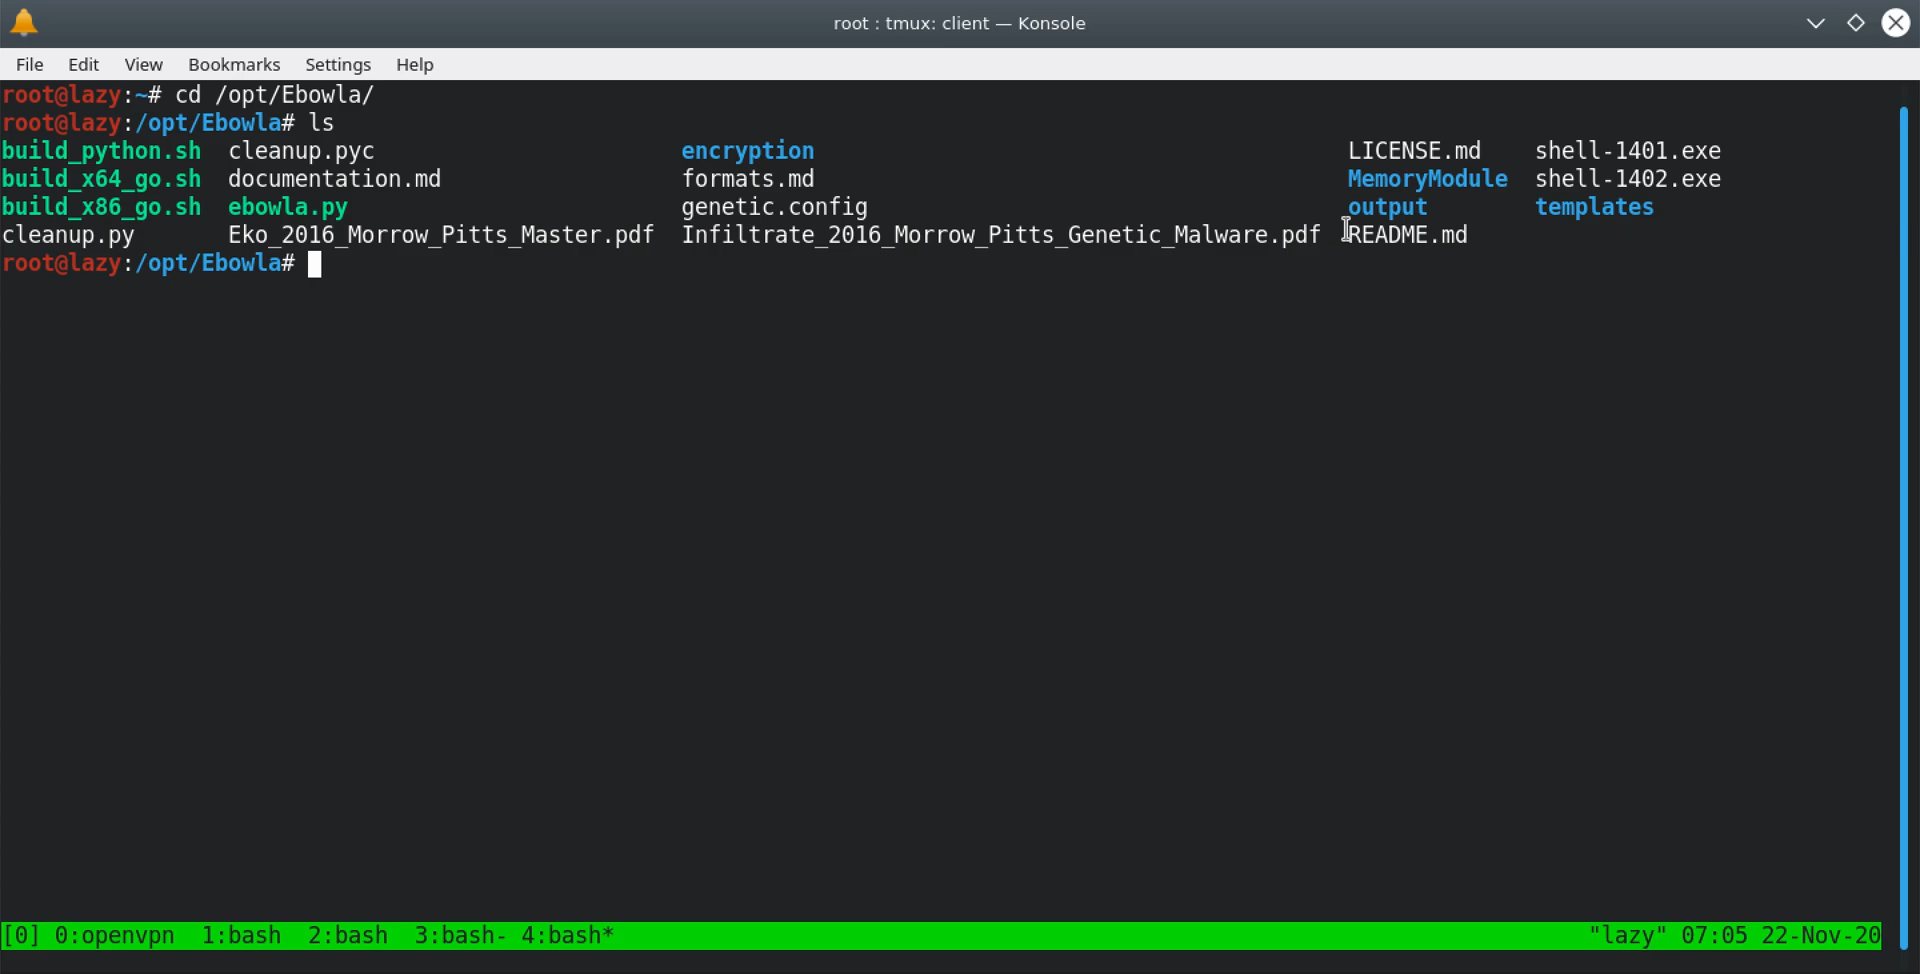 root : tmux: client — Konsole
File Edit View Bookmarks Settings Help
root@lazy:~# cd /opt/Ebowla/
root@lazy:/opt/Ebowla# ls
build_python.sh  cleanup.pyc                        encryption                                        LICENSE.md    shell-1401.exe
build_x64_go.sh  documentation.md                   formats.md                                        MemoryModule  shell-1402.exe
build_x86_go.sh  ebowla.py                          genetic.config                                    output        templates
cleanup.py       Eko_2016_Morrow_Pitts_Master.pdf  Infiltrate_2016_Morrow_Pitts_Genetic_Malware.pdf  README.md
root@lazy:/opt/Ebowla#
[0] 0:openvpn  1:bash  2:bash  3:bash- 4:bash* "lazy" 07:05 22-Nov-20